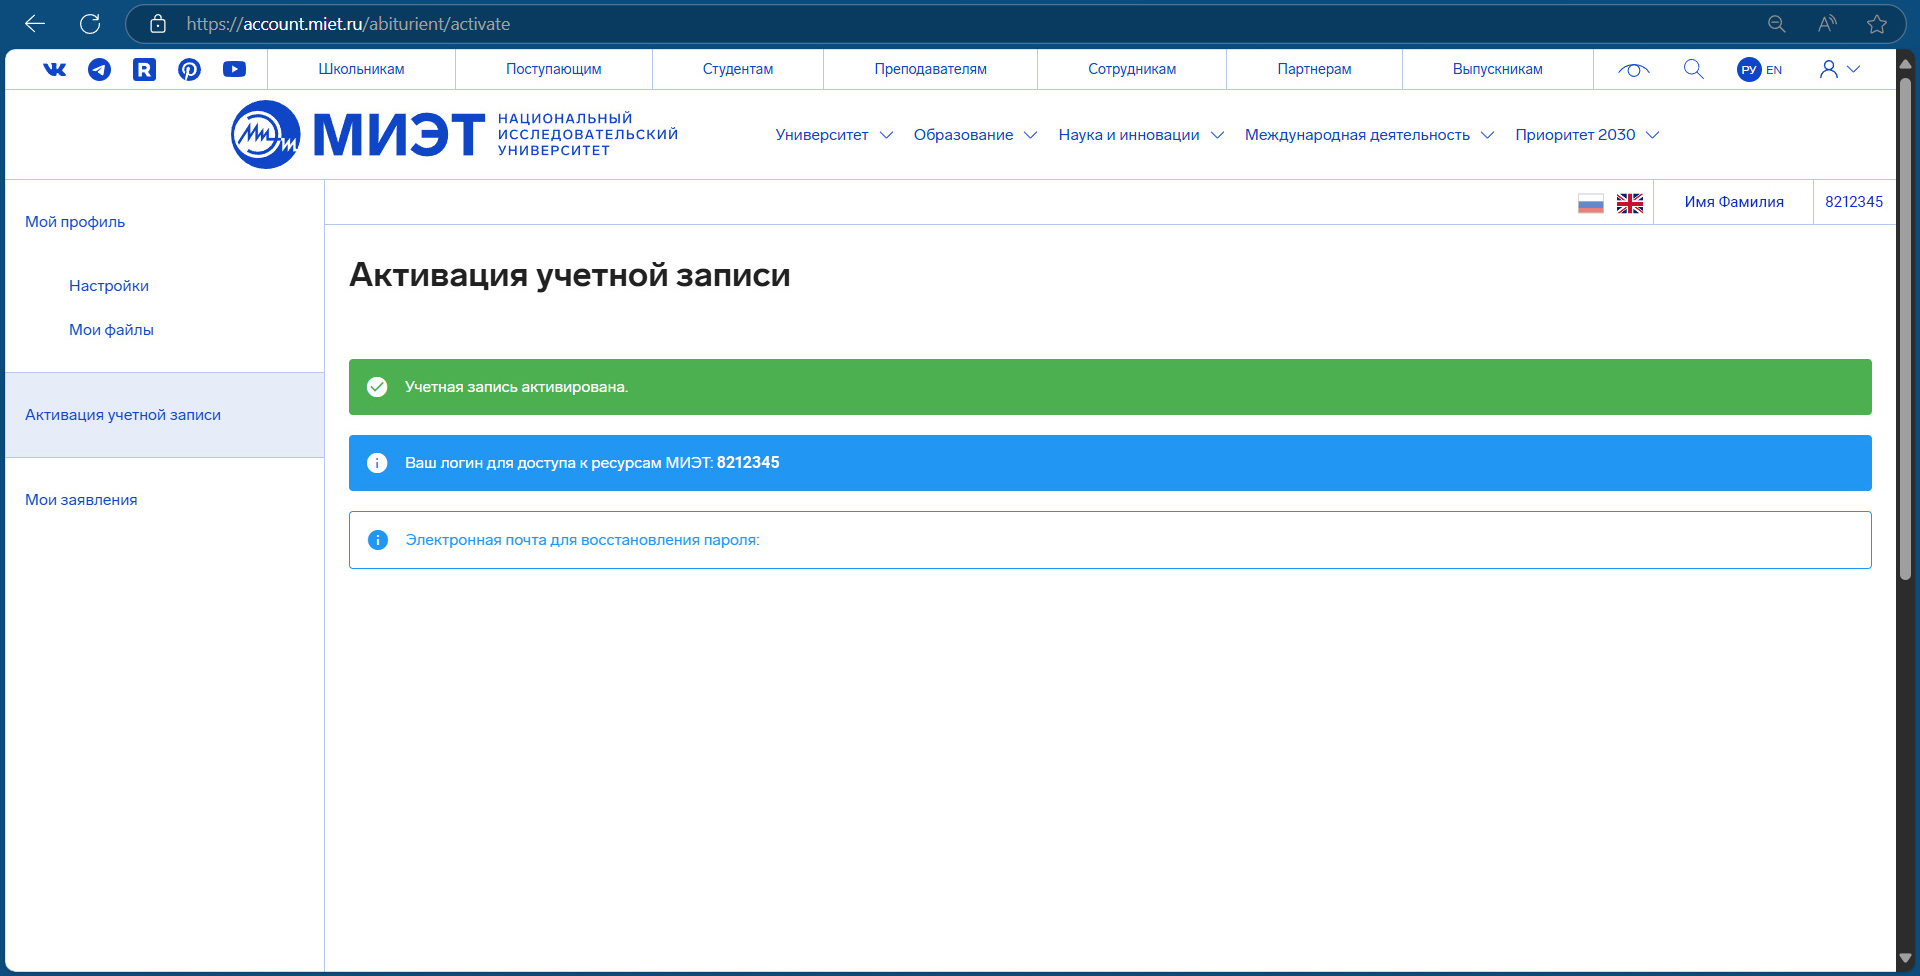 https://account.miet.ru/abiturient/activate
Школьникам
Поступающим
Студентам
Преподавателям
Сотрудникам
Партнерам
Выпускникам
РУ EN
МИЭТ
НАЦИОНАЛЬНЫЙ
ИССЛЕДОВАТЕЛЬСКИЙ
УНИВЕРСИТЕТ
Университет
Образование
Наука и инновации
Международная деятельность
Приоритет 2030
Имя Фамилия
8212345
Мой профиль
Настройки
Мои файлы
Активация учетной записи
Мои заявления
Активация учетной записи
Учетная запись активирована.
Ваш логин для доступа к ресурсам МИЭТ: 8212345
Электронная почта для восстановления пароля: